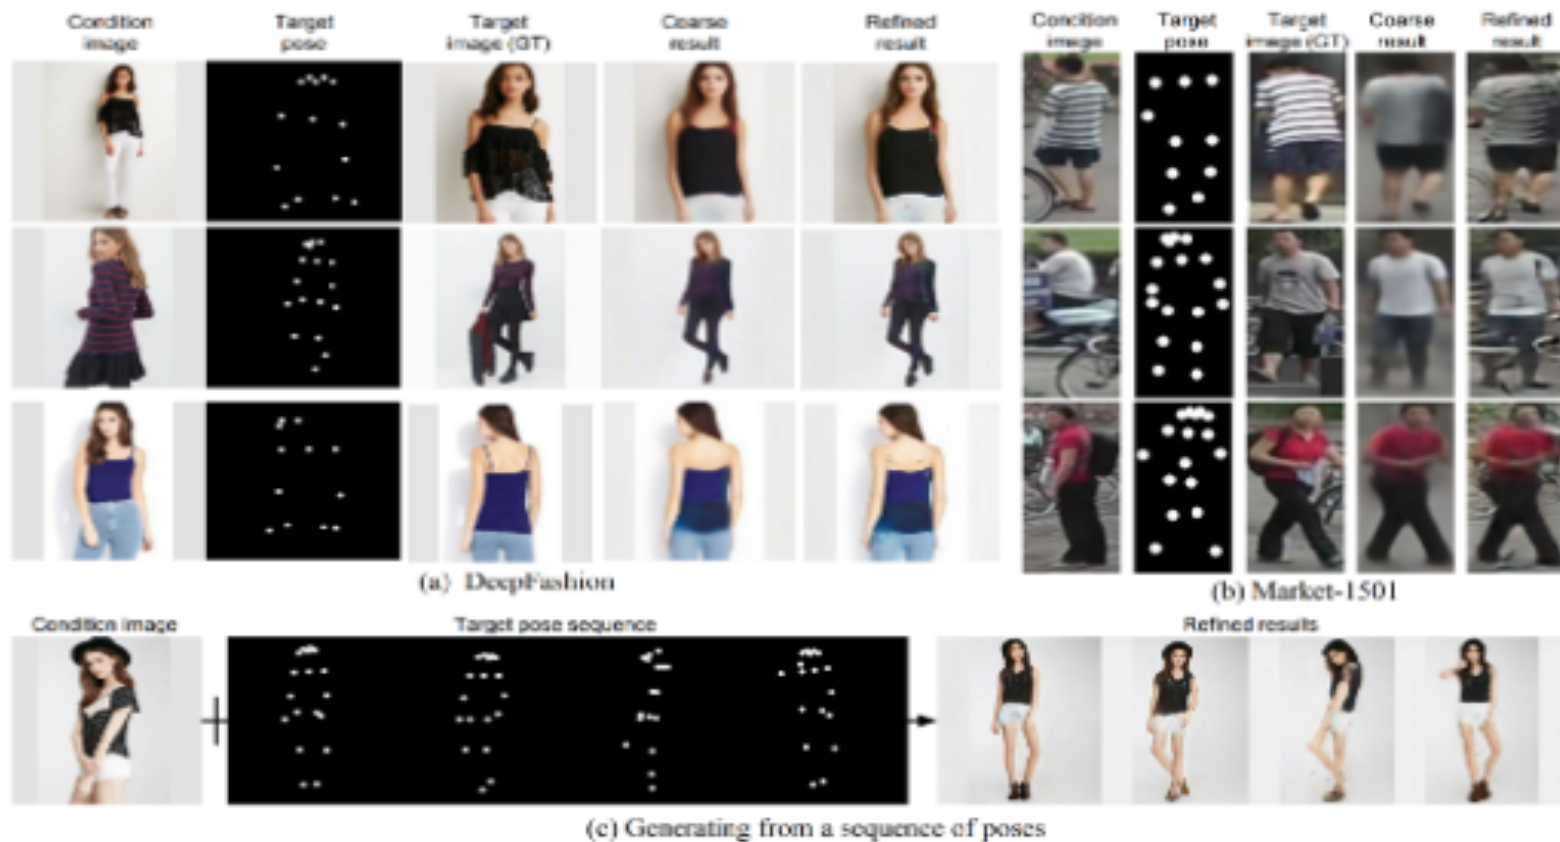 Condition image
Target pose
Target image (GT)
Coarse result
Refined result
Condition image
Target pose
Target image (GT)
Coarse result
Refined result
(a) DeepFashion
(b) Market-1501
Condition image
Target pose sequence
Refined results
(c) Generating from a sequence of poses